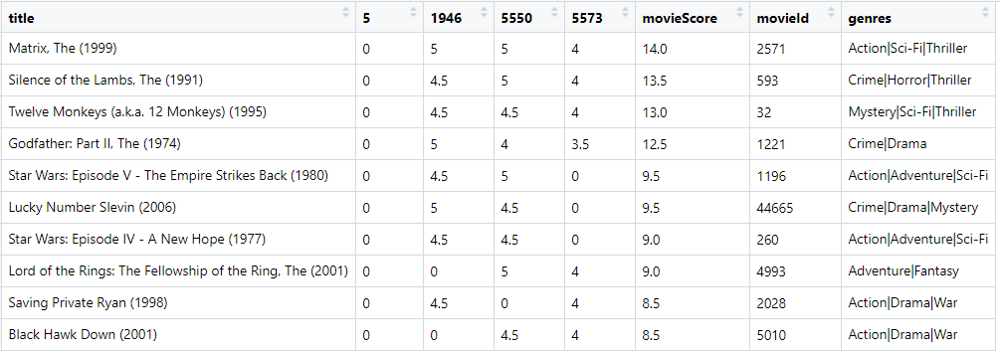 title 5 1946 5550 5573 movieScore movieId genres
Matrix, The (1999) 0 5 5 4 14.0 2571 Action|Sci-Fi|Thriller
Silence of the Lambs, The (1991) 0 4.5 5 4 13.5 593 Crime|Horror|Thriller
Twelve Monkeys (a.k.a. 12 Monkeys) (1995) 0 4.5 4.5 4 13.0 32 Mystery|Sci-Fi|Thriller
Godfather: Part II, The (1974) 0 5 4 3.5 12.5 1221 Crime|Drama
Star Wars: Episode V - The Empire Strikes Back (1980) 0 4.5 5 0 9.5 1196 Action|Adventure|Sci-Fi
Lucky Number Slevin (2006) 0 5 4.5 0 9.5 44665 Crime|Drama|Mystery
Star Wars: Episode IV - A New Hope (1977) 0 4.5 4.5 0 9.0 260 Action|Adventure|Sci-Fi
Lord of the Rings: The Fellowship of the Ring, The (2001) 0 0 5 4 9.0 4993 Adventure|Fantasy
Saving Private Ryan (1998) 0 4.5 0 4 8.5 2028 Action|Drama|War
Black Hawk Down (2001) 0 0 4.5 4 8.5 5010 Action|Drama|War